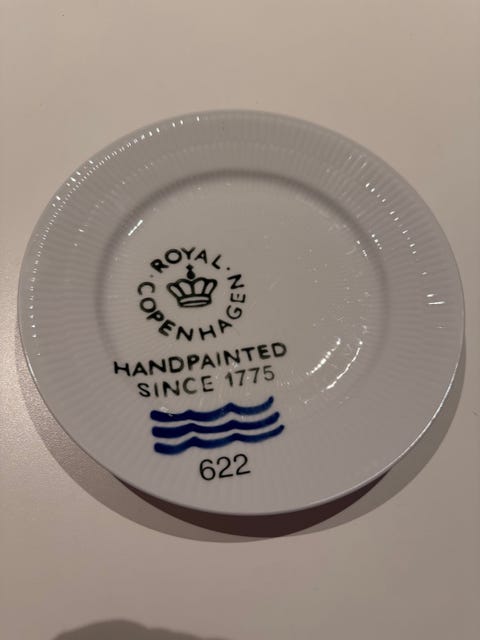 ROYAL
COPENHAGEN
HANDPAINTED
SINCE 1775
622